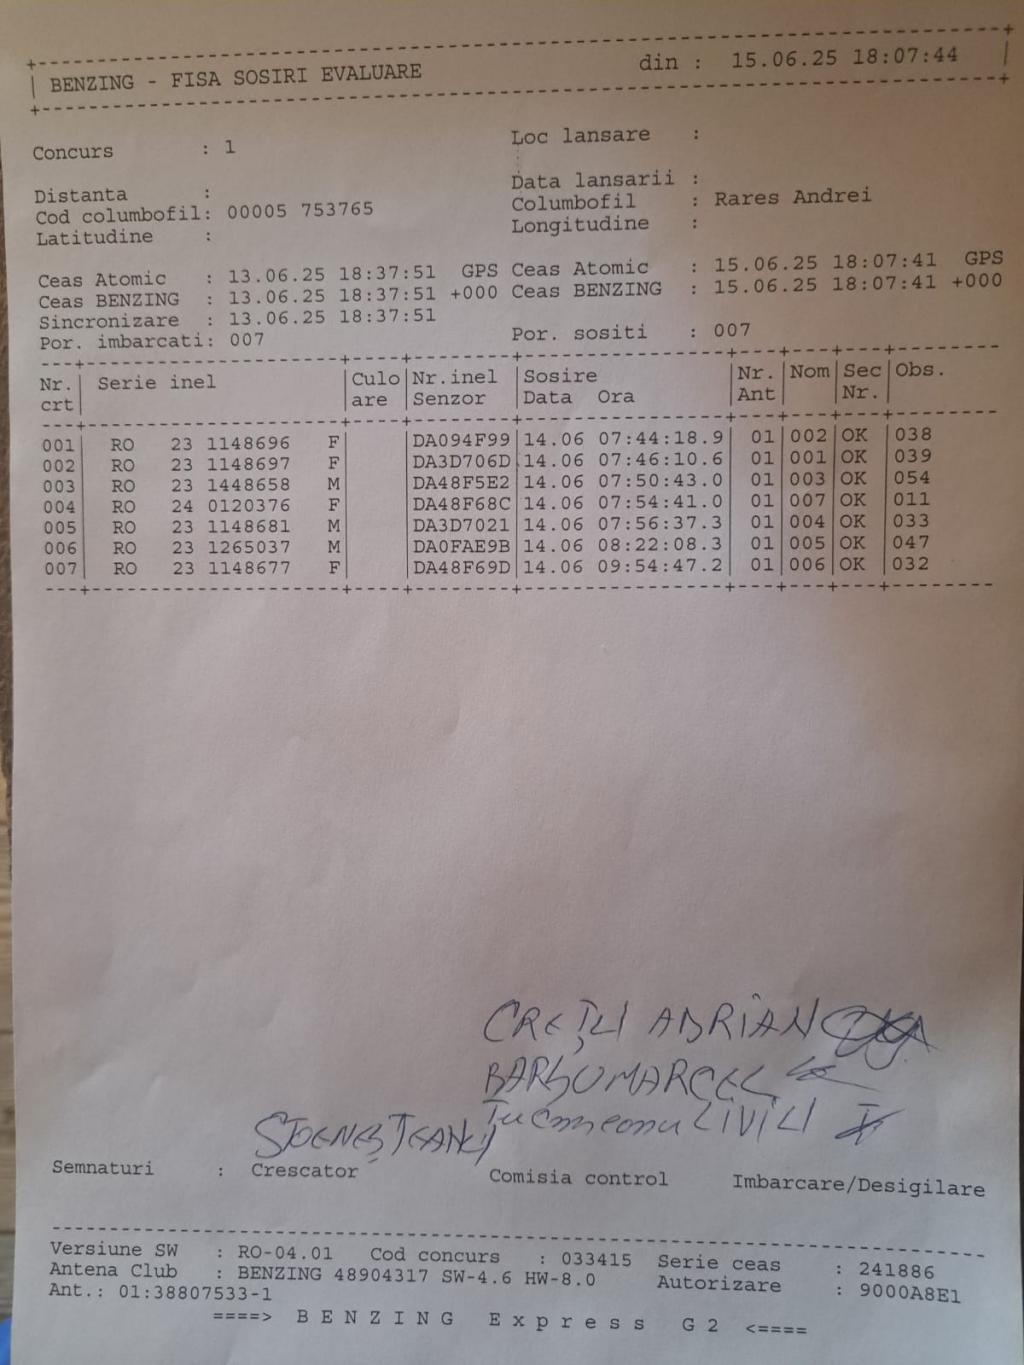 BENZING - FISA SOSIRI EVALUARE din : 15.06.25 18:07:44
Concurs : 1 Loc lansare :
Distanta : Data lansarii :
Cod columbofil: 00005 753765 Columbofil : Rares Andrei
Latitudine : Longitudine :
Ceas Atomic : 13.06.25 18:37:51 GPS Ceas Atomic : 15.06.25 18:07:41 GPS
Ceas BENZING : 13.06.25 18:37:51 +000 Ceas BENZING : 15.06.25 18:07:41 +000
Sincronizare : 13.06.25 18:37:51
Por. imbarcati: 007 Por. sositi : 007
Nr. Serie inel Culo Nr.inel Sosire Nr. Nom Sec Obs.
crt are Senzor Data Ora Ant Nr.
001 RO 23 1148696 F DA094F99 14.06 07:44:18.9 01 002 OK 038
002 RO 23 1148697 F DA3D706D 14.06 07:46:10.6 01 001 OK 039
003 RO 23 1448658 M DA48F5E2 14.06 07:50:43.0 01 003 OK 054
004 RO 24 0120376 F DA48F68C 14.06 07:54:41.0 01 007 OK 011
005 RO 23 1148681 M DA3D7021 14.06 07:56:37.3 01 004 OK 033
006 RO 23 1265037 M DA0FAE9B 14.06 08:22:08.3 01 005 OK 047
007 RO 23 1148677 F DA48F69D 14.06 09:54:47.2 01 006 OK 032
ADRIAN
LIVIU
Semnaturi : Crescator Comisia control Imbarcare/Desigilare
Versiune SW : RO-04.01 Cod concurs : 033415 Serie ceas : 241886
Antena Club : BENZING 48904317 SW-4.6 HW-8.0 Autorizare : 9000A8E1
Ant.: 01:38807533-1
====> BENZING Express G2 <====